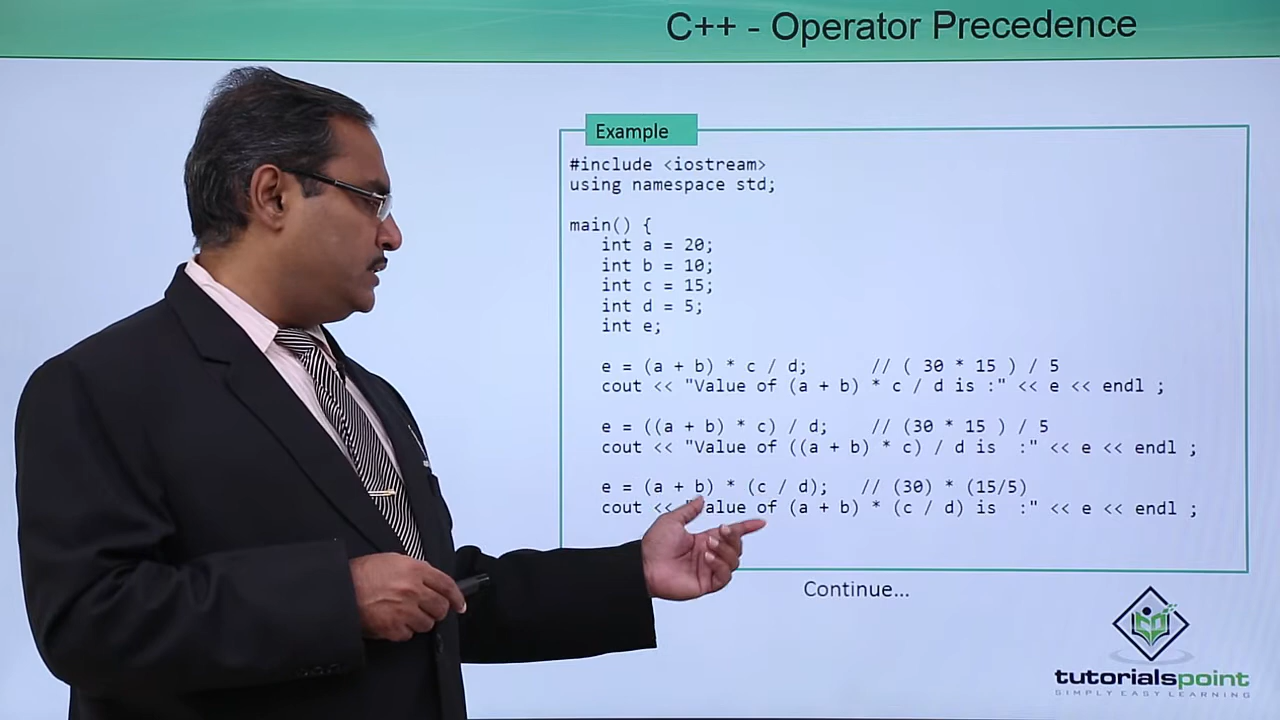 C++ - Operator Precedence
Example
#include <iostream>
using namespace std;
main() {
int a = 20;
int b = 10;
int c = 15;
int d = 5;
int e;
e = (a + b) * c / d; // ( 30 * 15 ) / 5
cout << "Value of (a + b) * c / d is :" << e << endl ;
e = ((a + b) * c) / d; // (30 * 15 ) / 5
cout << "Value of ((a + b) * c) / d is :" << e << endl ;
e = (a + b) * (c / d); // (30) * (15/5)
cout << "Value of (a + b) * (c / d) is :" << e << endl ;
Continue...
tutorialspoint
SIMPLY EASY LEARNING